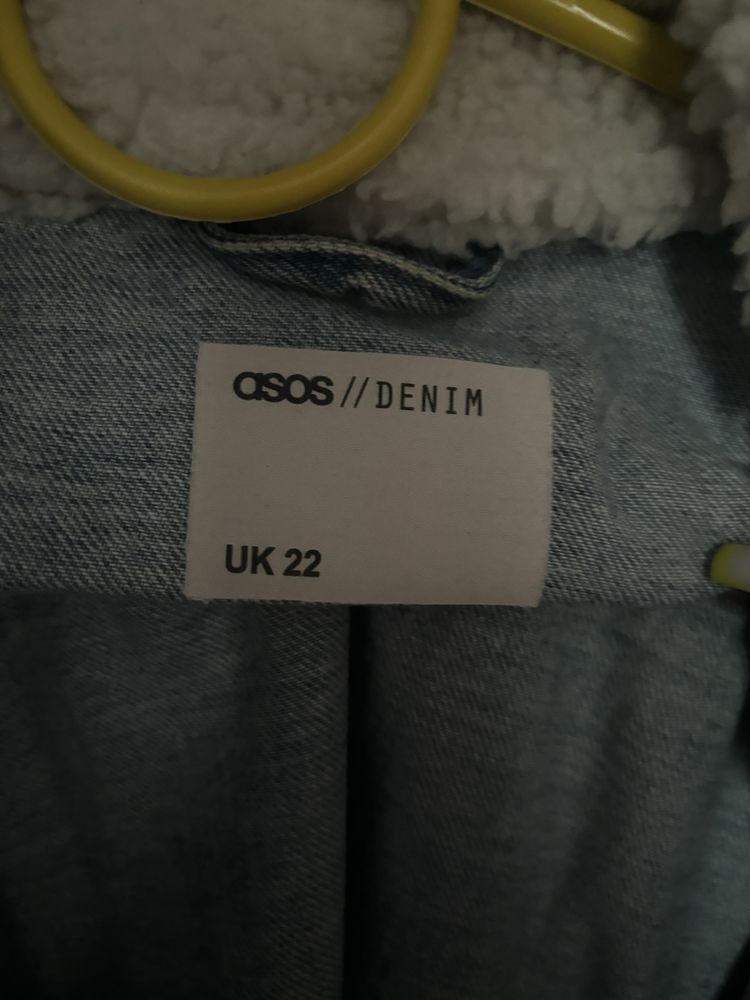 asos // DENIM
UK 22